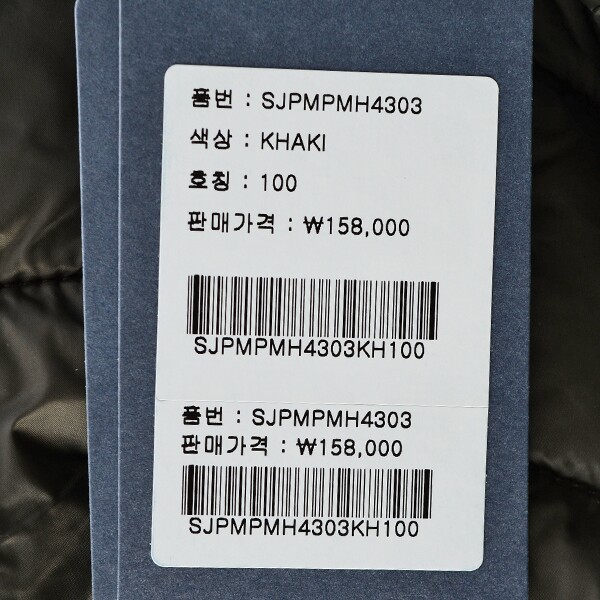 품번 : SJPMPMH4303
색상 : KHAKI
호칭 : 100
판매가격 : ₩158,000
SJPMPMH4303KH100
품번 : SJPMPMH4303
판매가격 : ₩158,000
SJPMPMH4303KH100